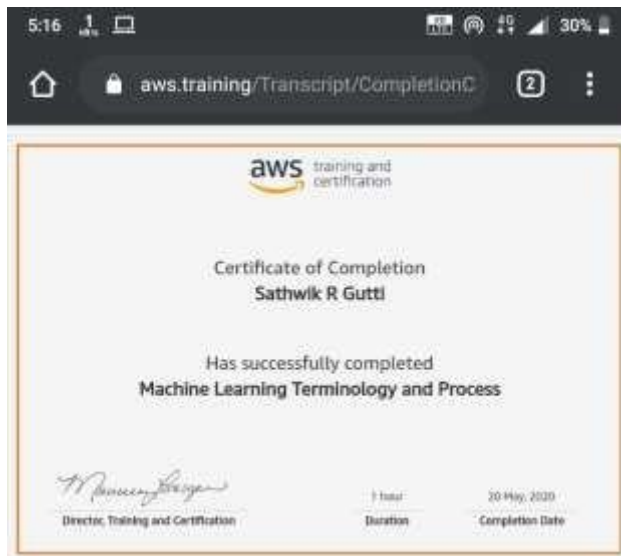 5:16
4G 30%
aws.training/Transcript/CompletionC 2
aws training and
certification
Certificate of Completion
Sathwik R Gutti
Has successfully completed
Machine Learning Terminology and Process
1 hour 20 May, 2020
Director, Training and Certification Duration Completion Date